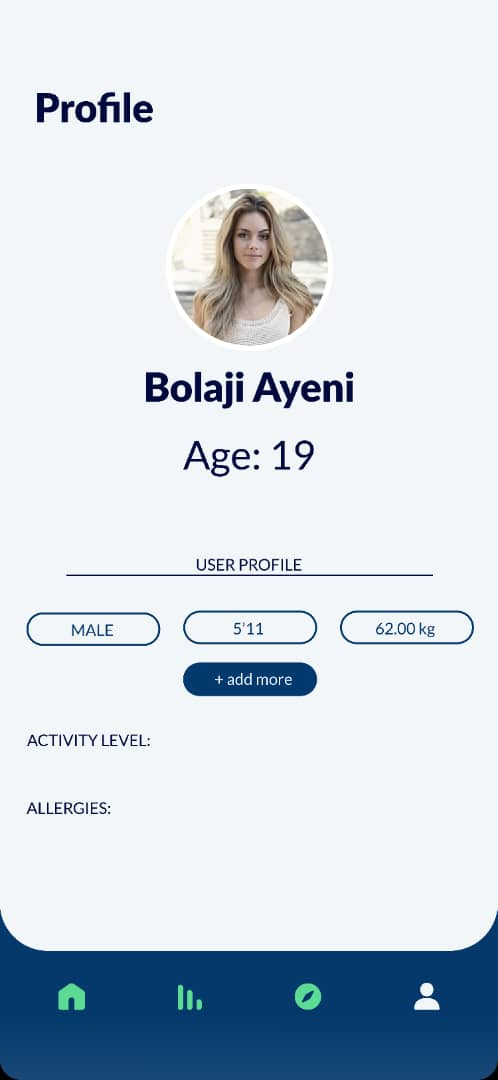 Profile
Bolaji Ayeni
Age: 19
USER PROFILE
MALE
5'11
62.00 kg
+ add more
ACTIVITY LEVEL:
ALLERGIES: